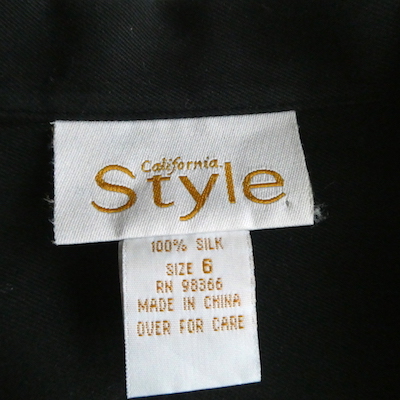 California
Style
100% SILK
SIZE 6
RN 98366
MADE IN CHINA
OVER FOR CARE